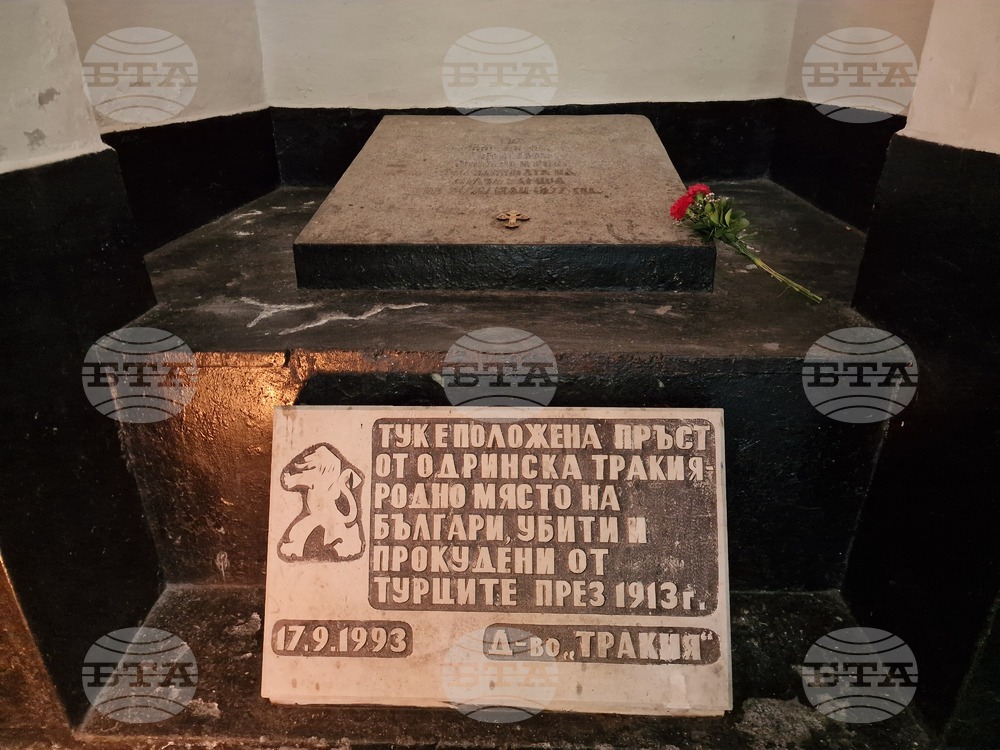 ТУК Е ПОЛОЖЕНА ПРЪСТ
ОТ ОДРИНСКА ТРАКИЯ-
РОДНО МЯСТО НА
БЪЛГАРИ, УБИТИ И
ПРОКУДЕНИ ОТ
ТУРЦИТЕ ПРЕЗ 1913 г.
17.9.1993
Д-во „ТРАКИЯ“
БТА
БТА
БТА
БТА
БТА
БТА
БТА
БТА
БТА